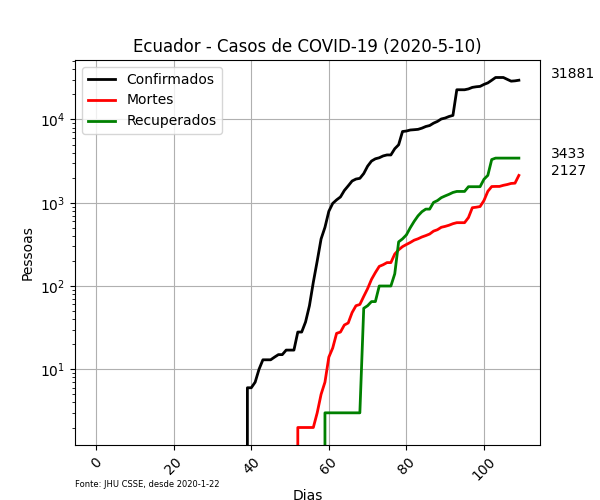 Ecuador - Casos de COVID-19 (2020-5-10)
Confirmados
Mortes
Recuperados
31881
3433
2127
10⁴
10³
10²
10¹
Pessoas
0
20
40
60
80
100
Fonte: JHU CSSE, desde 2020-1-22
Dias